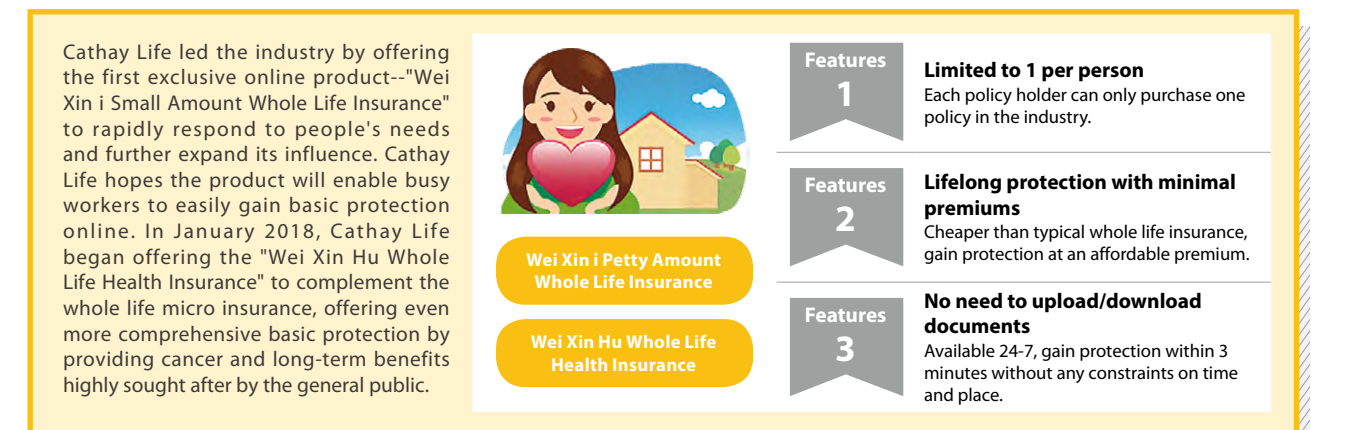 Cathay Life led the industry by offering
the first exclusive online product--"Wei
Xin i Small Amount Whole Life Insurance"
to rapidly respond to people's needs
and further expand its influence. Cathay
Life hopes the product will enable busy
workers to easily gain basic protection
online. In January 2018, Cathay Life
began offering the "Wei Xin Hu Whole
Life Health Insurance" to complement the
whole life micro insurance, offering even
more comprehensive basic protection by
providing cancer and long-term benefits
highly sought after by the general public.
Wei Xin i Petty Amount
Whole Life Insurance
Wei Xin Hu Whole Life
Health Insurance
Features
1
Limited to 1 per person
Each policy holder can only purchase one
policy in the industry.
Features
2
Lifelong protection with minimal
premiums
Cheaper than typical whole life insurance,
gain protection at an affordable premium.
Features
3
No need to upload/download
documents
Available 24-7, gain protection within 3
minutes without any constraints on time
and place.